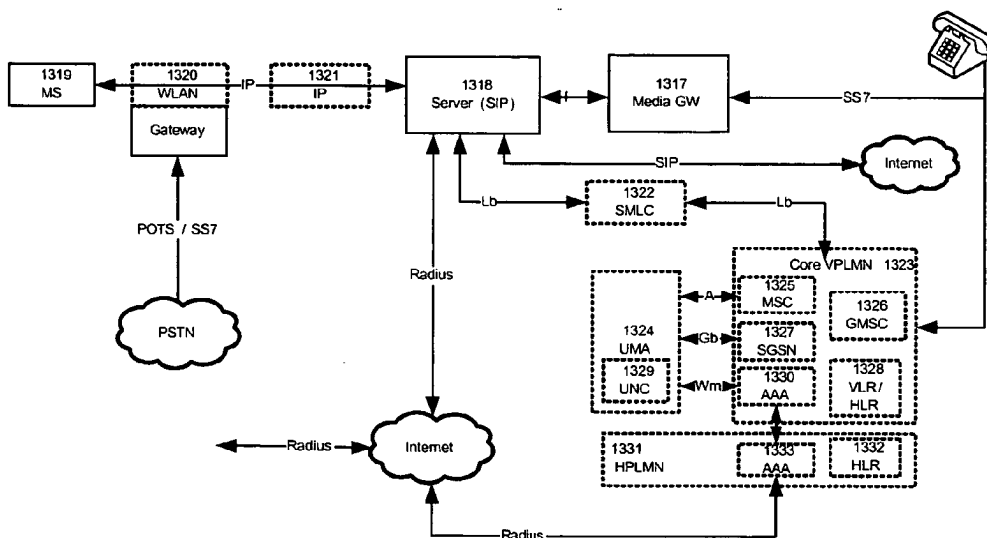 1319
MS
1320
WLAN
IP
1321
IP
1318
Server (SIP)
1317
Media GW
SS7
Gateway
SIP
Internet
1322
SMLC
Lb
Lb
POTS / SS7
Radius
PSTN
Core VPLMN 1323
1325
MSC
1326
GMSC
A
1324
UMA
Gb
1327
SGSN
1329
UNC
Wm
1330
AAA
1328
VLR/
HLR
Radius
Internet
1331
HPLMN
1333
AAA
1332
HLR
Radius